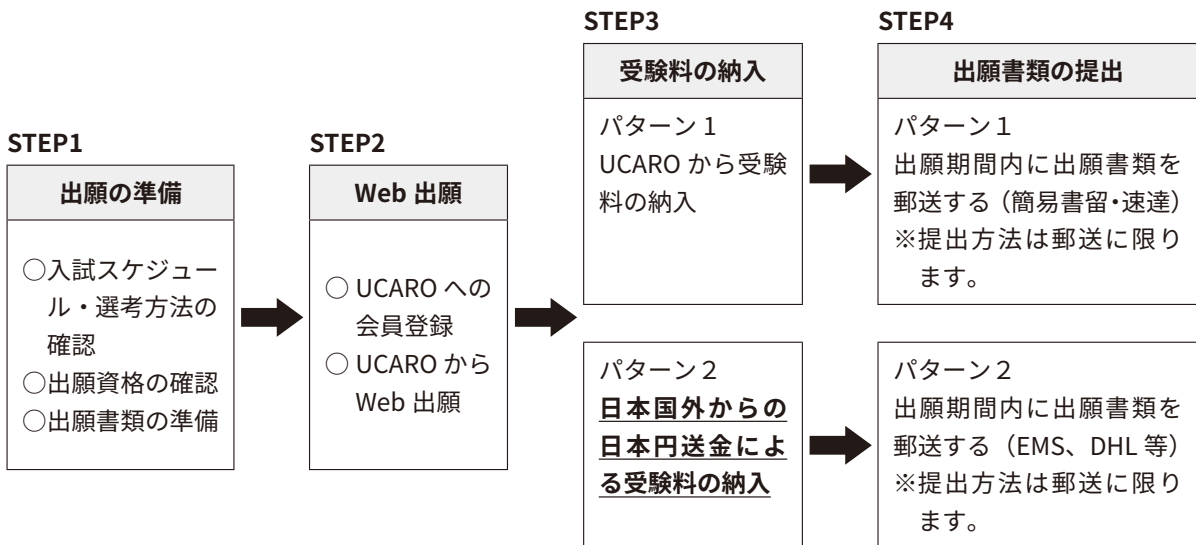 STEP1
出願の準備
○入試スケジュー
ル・選考方法の
確認
○出願資格の確認
○出願書類の準備
STEP2
Web 出願
○ UCARO への
会員登録
○ UCARO から
Web 出願
STEP3
受験料の納入
パターン 1
UCARO から受験
料の納入
パターン２
日本国外からの
日本円送金によ
る受験料の納入
STEP4
出願書類の提出
パターン１
出願期間内に出願書類を
郵送する（簡易書留・速達）
※提出方法は郵送に限り
ます。
パターン２
出願期間内に出願書類を
郵送する（EMS、DHL 等）
※提出方法は郵送に限り
ます。